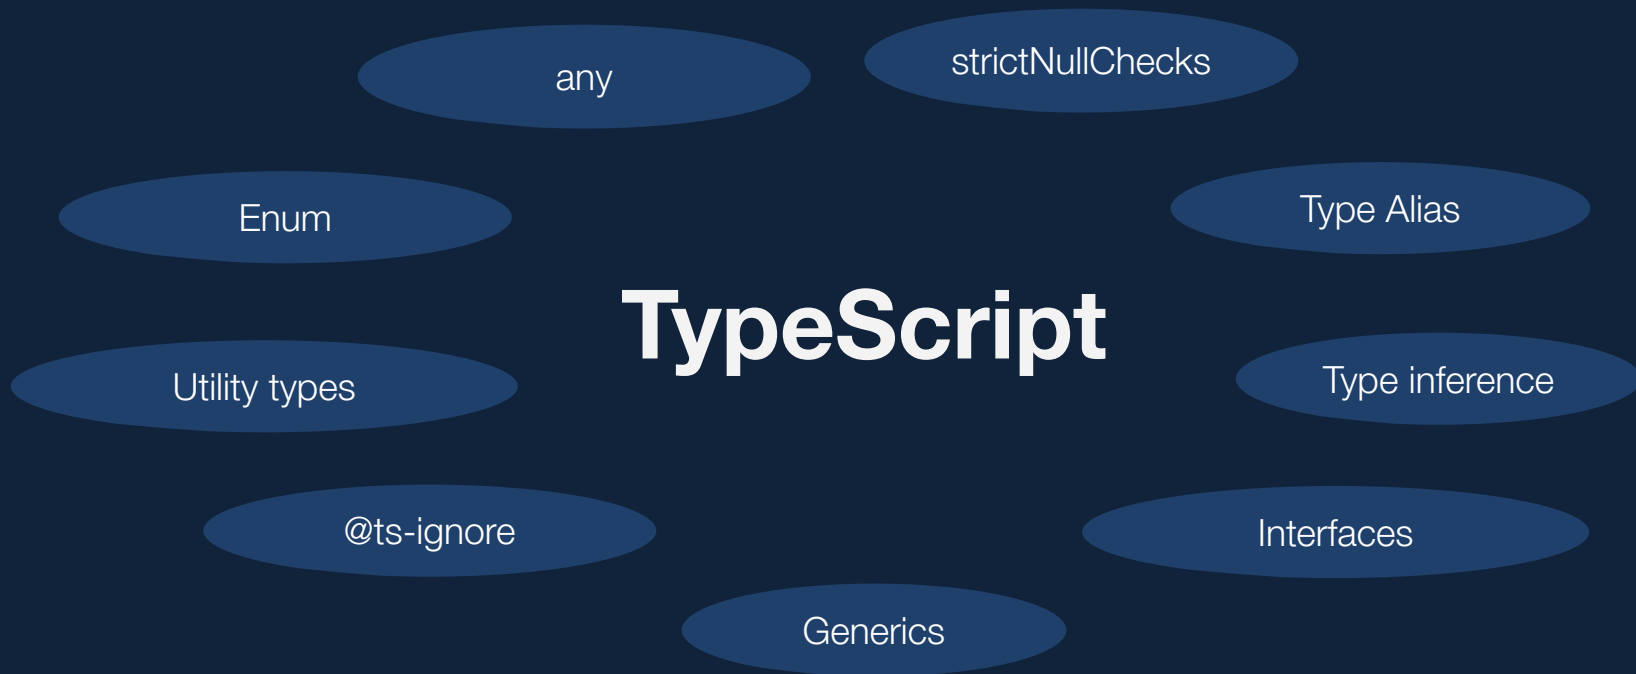 any
strictNullChecks
Enum
Type Alias
TypeScript
Utility types
Type inference
@ts-ignore
Interfaces
Generics